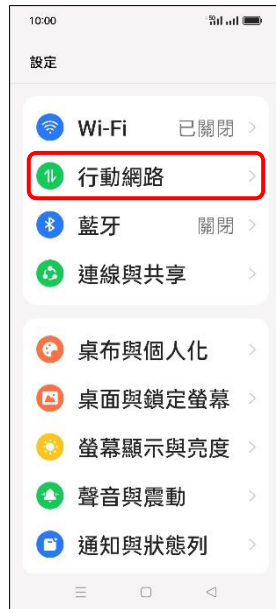 10:00
5G
設定
Wi-Fi 已關閉
行動網路
藍牙 關閉
連線與共享
桌布與個人化
桌面與鎖定螢幕
螢幕顯示與亮度
聲音與震動
通知與狀態列